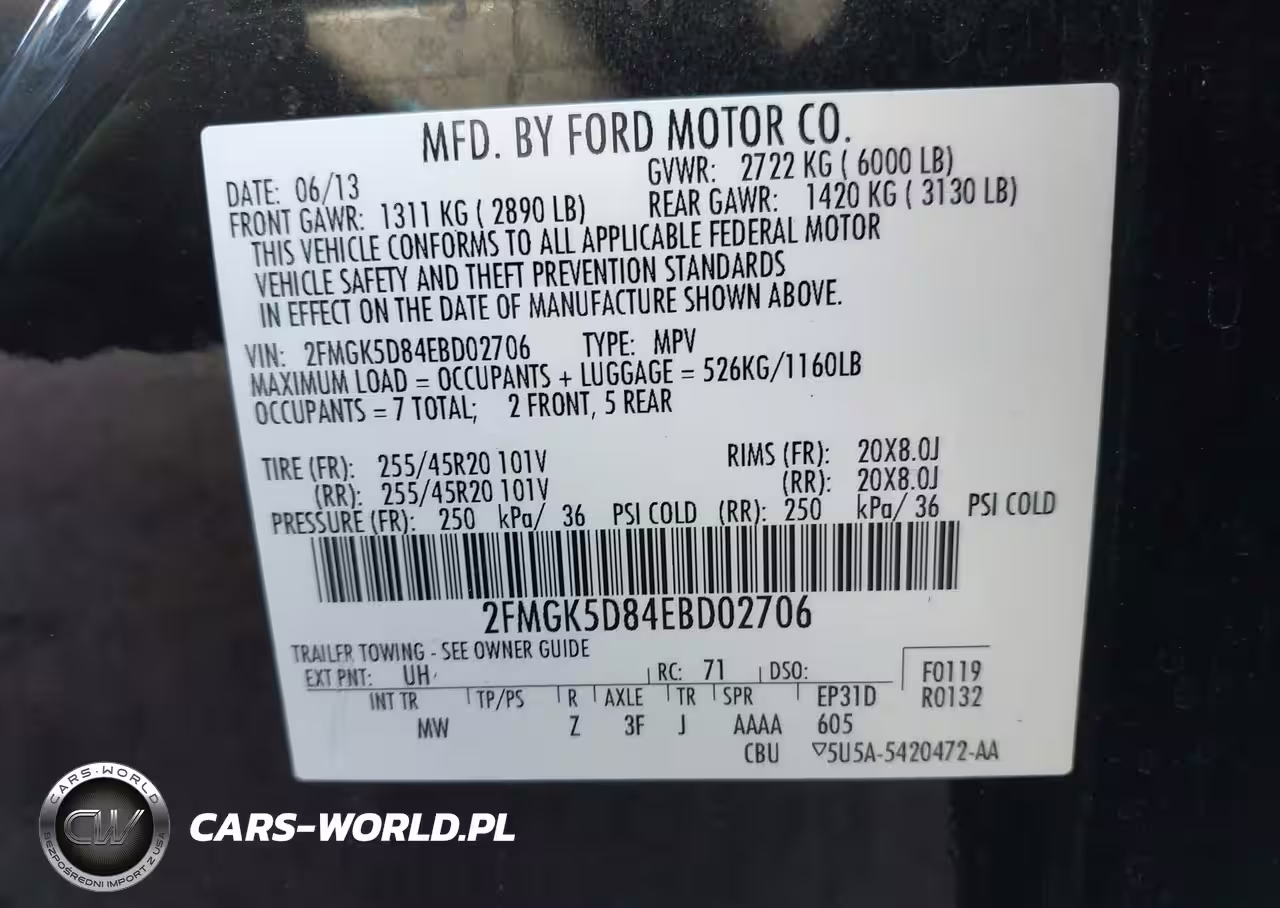 MFD. BY FORD MOTOR CO.
DATE: 06/13 GVWR: 2722 KG ( 6000 LB)
FRONT GAWR: 1311 KG ( 2890 LB) REAR GAWR: 1420 KG ( 3130 LB)
THIS VEHICLE CONFORMS TO ALL APPLICABLE FEDERAL MOTOR
VEHICLE SAFETY AND THEFT PREVENTION STANDARDS
IN EFFECT ON THE DATE OF MANUFACTURE SHOWN ABOVE.
VIN: 2FMGK5D84EBD02706 TYPE: MPV
MAXIMUM LOAD = OCCUPANTS + LUGGAGE = 526KG/1160LB
OCCUPANTS = 7 TOTAL; 2 FRONT, 5 REAR
TIRE (FR): 255/45R20 101V RIMS (FR): 20X8.0J
(RR): 255/45R20 101V (RR): 20X8.0J
PRESSURE (FR): 250 kPa/ 36 PSI COLD (RR): 250 kPa/ 36 PSI COLD
2FMGK5D84EBD02706
TRAILER TOWING - SEE OWNER GUIDE
EXT PNT: UH RC: 71 DSO: F0119
INT TR TP/PS R AXLE TR SPR EP31D R0132
MW Z 3F J AAAA 605
CBU ▽5U5A-5420472-AA
CARS-WORLD
CW
BEZPOŚREDNI IMPORT Z USA
CARS-WORLD.PL